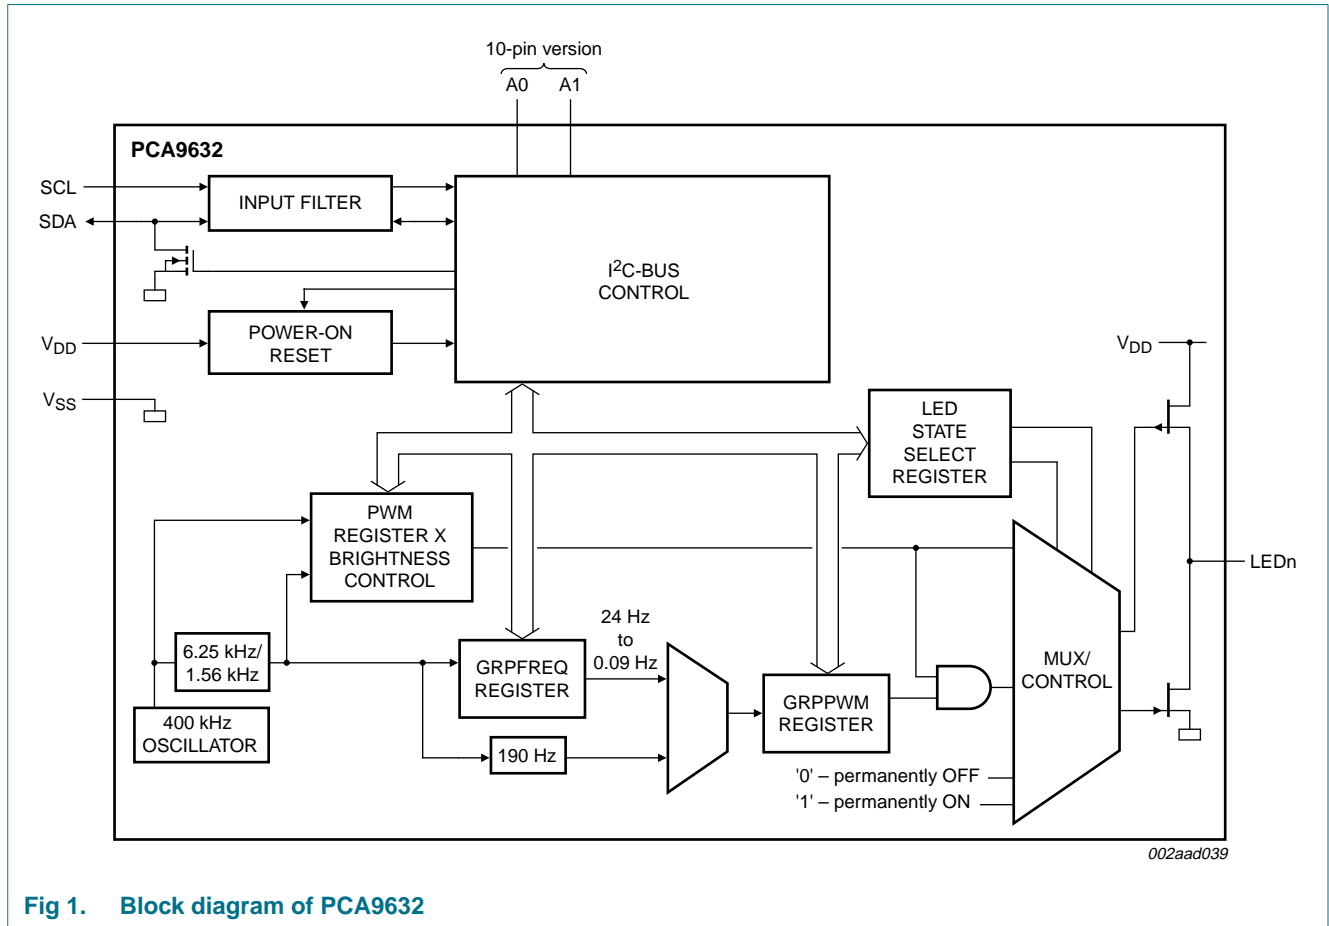 10-pin version
A0 A1
PCA9632
SCL
SDA
INPUT FILTER
I2C-BUS
CONTROL
VDD
POWER-ON
RESET
VSS
VDD
LED
STATE
SELECT
REGISTER
PWM
REGISTER X
BRIGHTNESS
CONTROL
LEDn
24 Hz
to
0.09 Hz
6.25 kHz/
1.56 kHz
GRPFREQ
REGISTER
MUX/
CONTROL
GRPPWM
REGISTER
400 kHz
OSCILLATOR
190 Hz
'0' – permanently OFF
'1' – permanently ON
002aad039
Fig 1. Block diagram of PCA9632